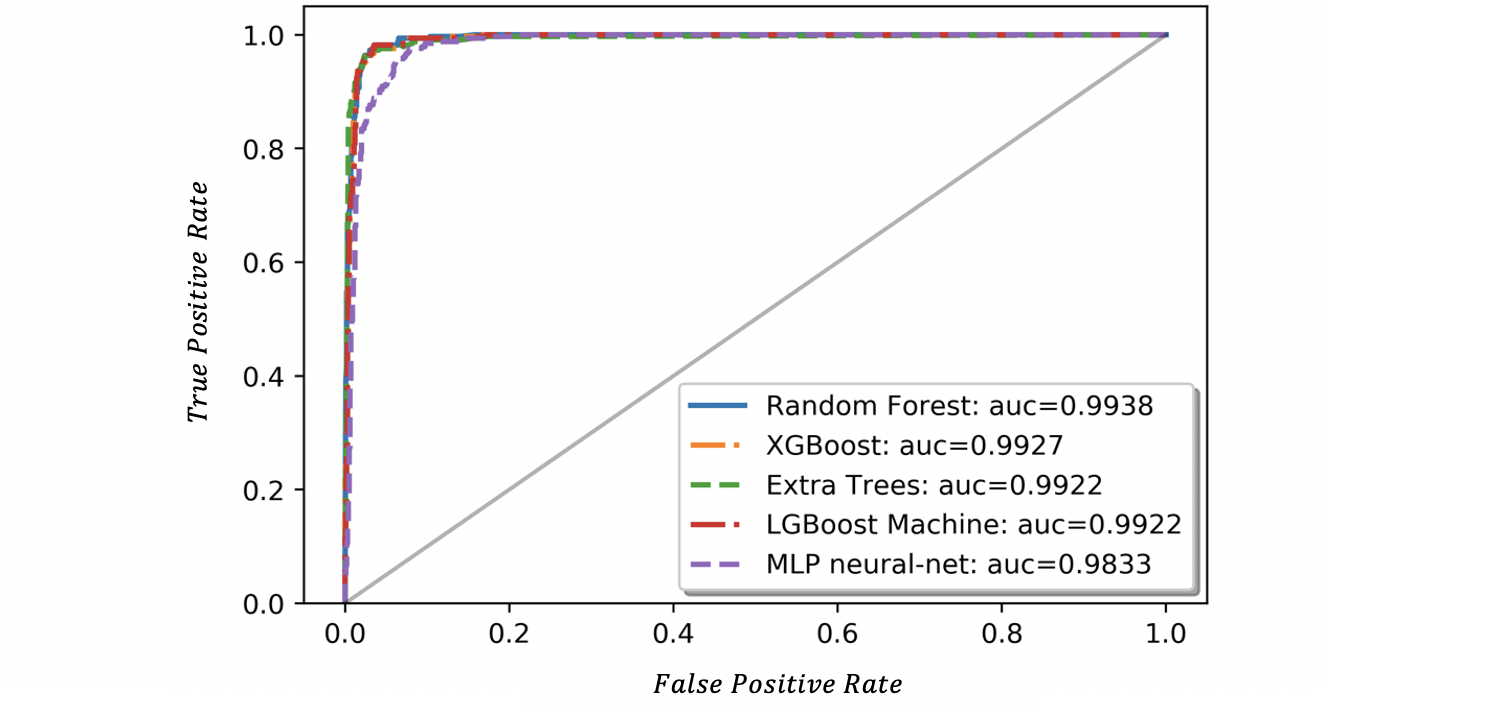 1.0
0.8
0.6
0.4
0.2
0.0
True Positive Rate
Random Forest: auc=0.9938
XGBoost: auc=0.9927
Extra Trees: auc=0.9922
LGBoost Machine: auc=0.9922
MLP neural-net: auc=0.9833
0.0 0.2 0.4 0.6 0.8 1.0
False Positive Rate